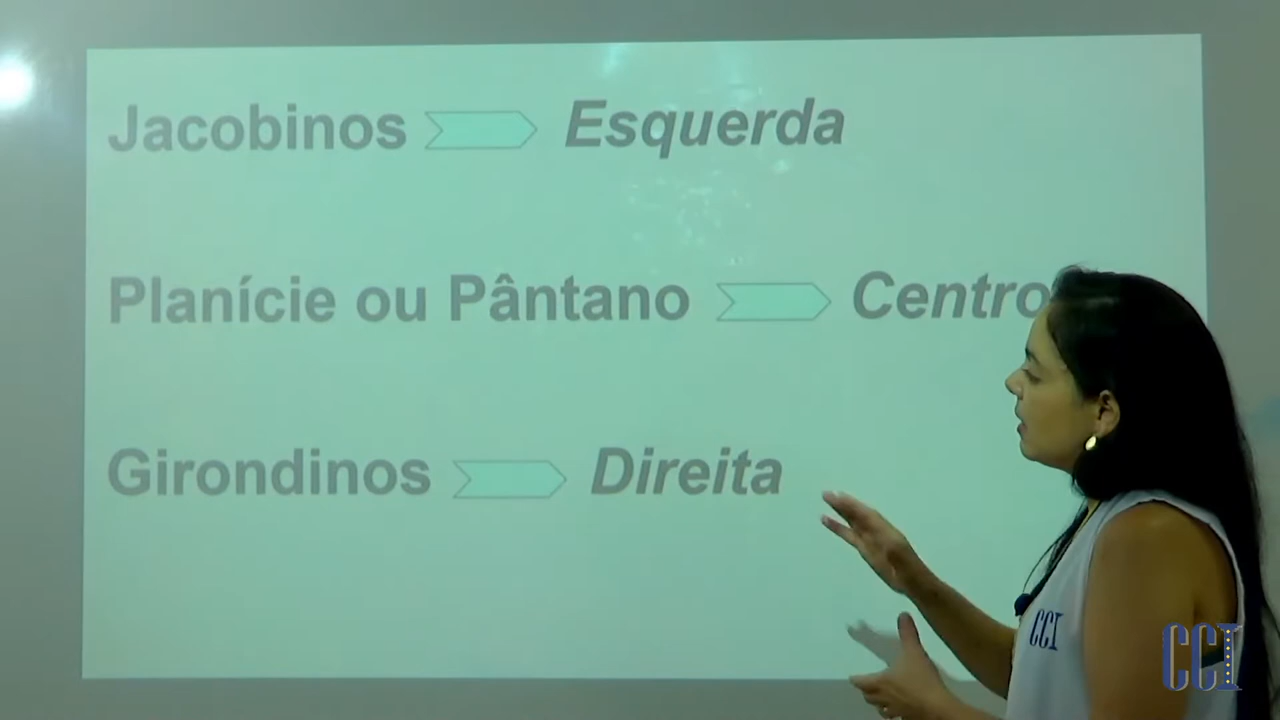 Jacobinos Esquerda
Planície ou Pântano Centro
Girondinos Direita
CCI
CCI